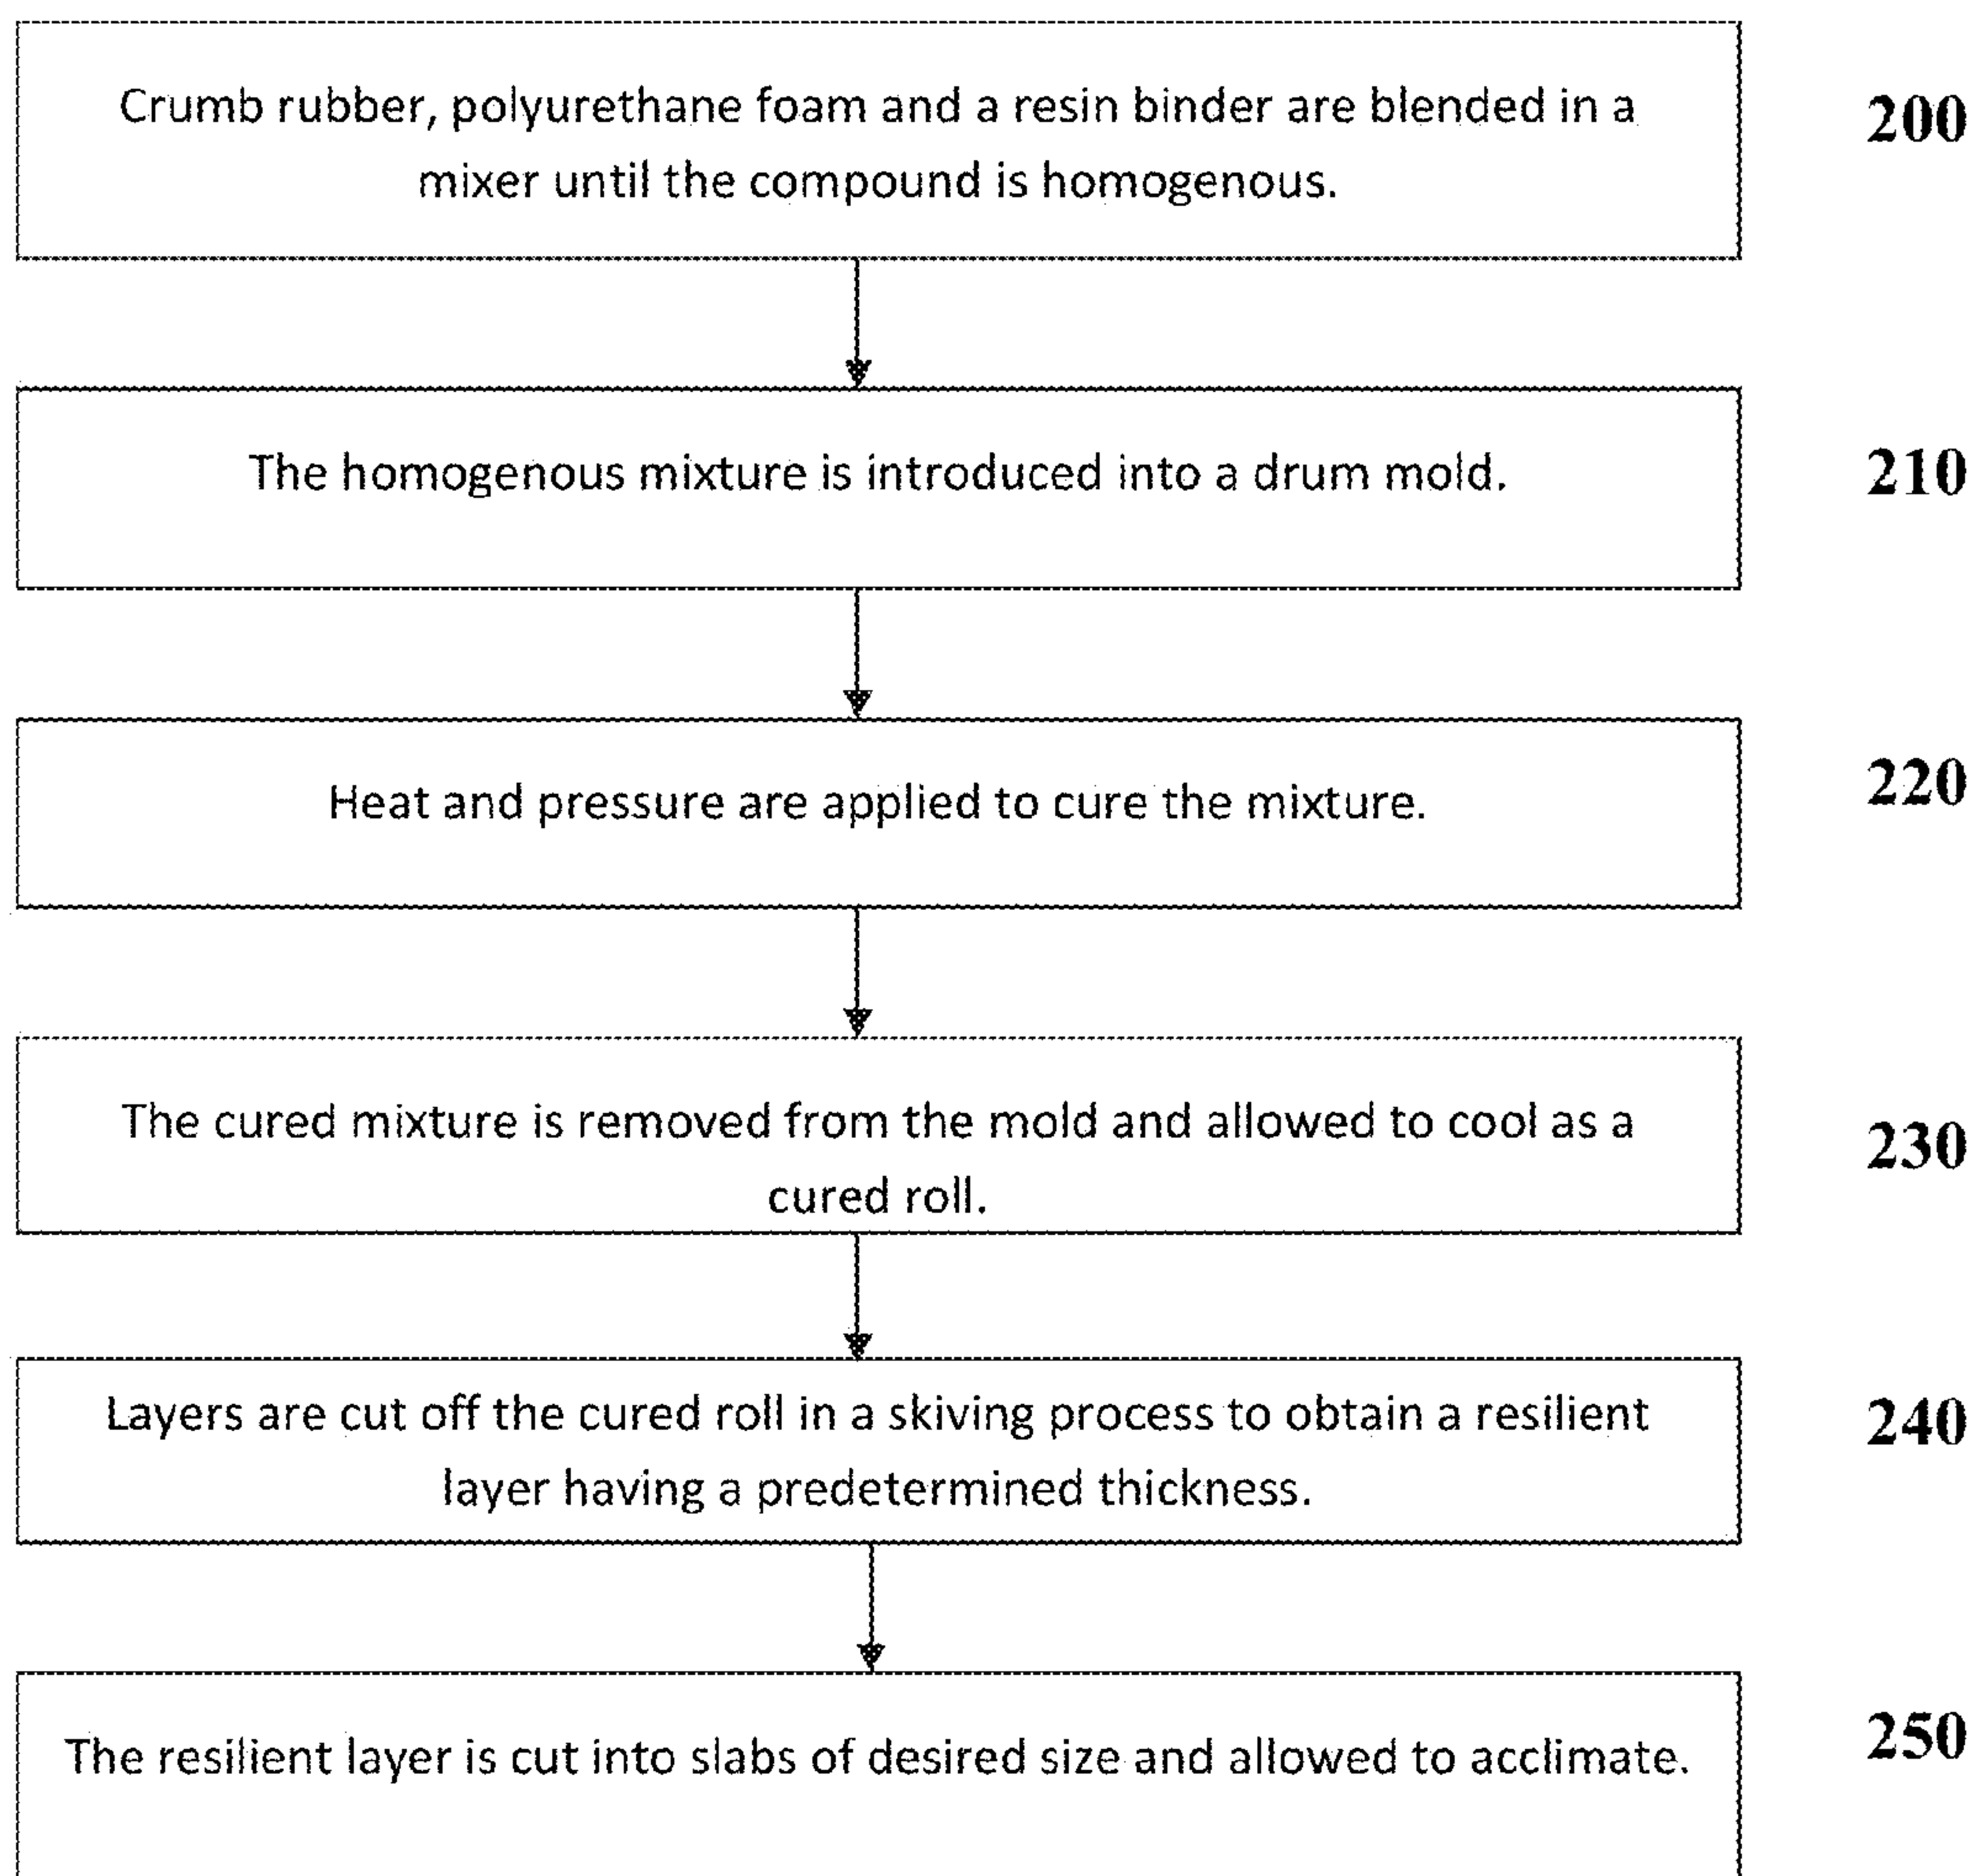 Crumb rubber, polyurethane foam and a resin binder are blended in a
mixer until the compound is homogenous.
200
The homogenous mixture is introduced into a drum mold.
210
Heat and pressure are applied to cure the mixture.
220
The cured mixture is removed from the mold and allowed to cool as a
cured roll.
230
Layers are cut off the cured roll in a skiving process to obtain a resilient
layer having a predetermined thickness.
240
The resilient layer is cut into slabs of desired size and allowed to acclimate.
250